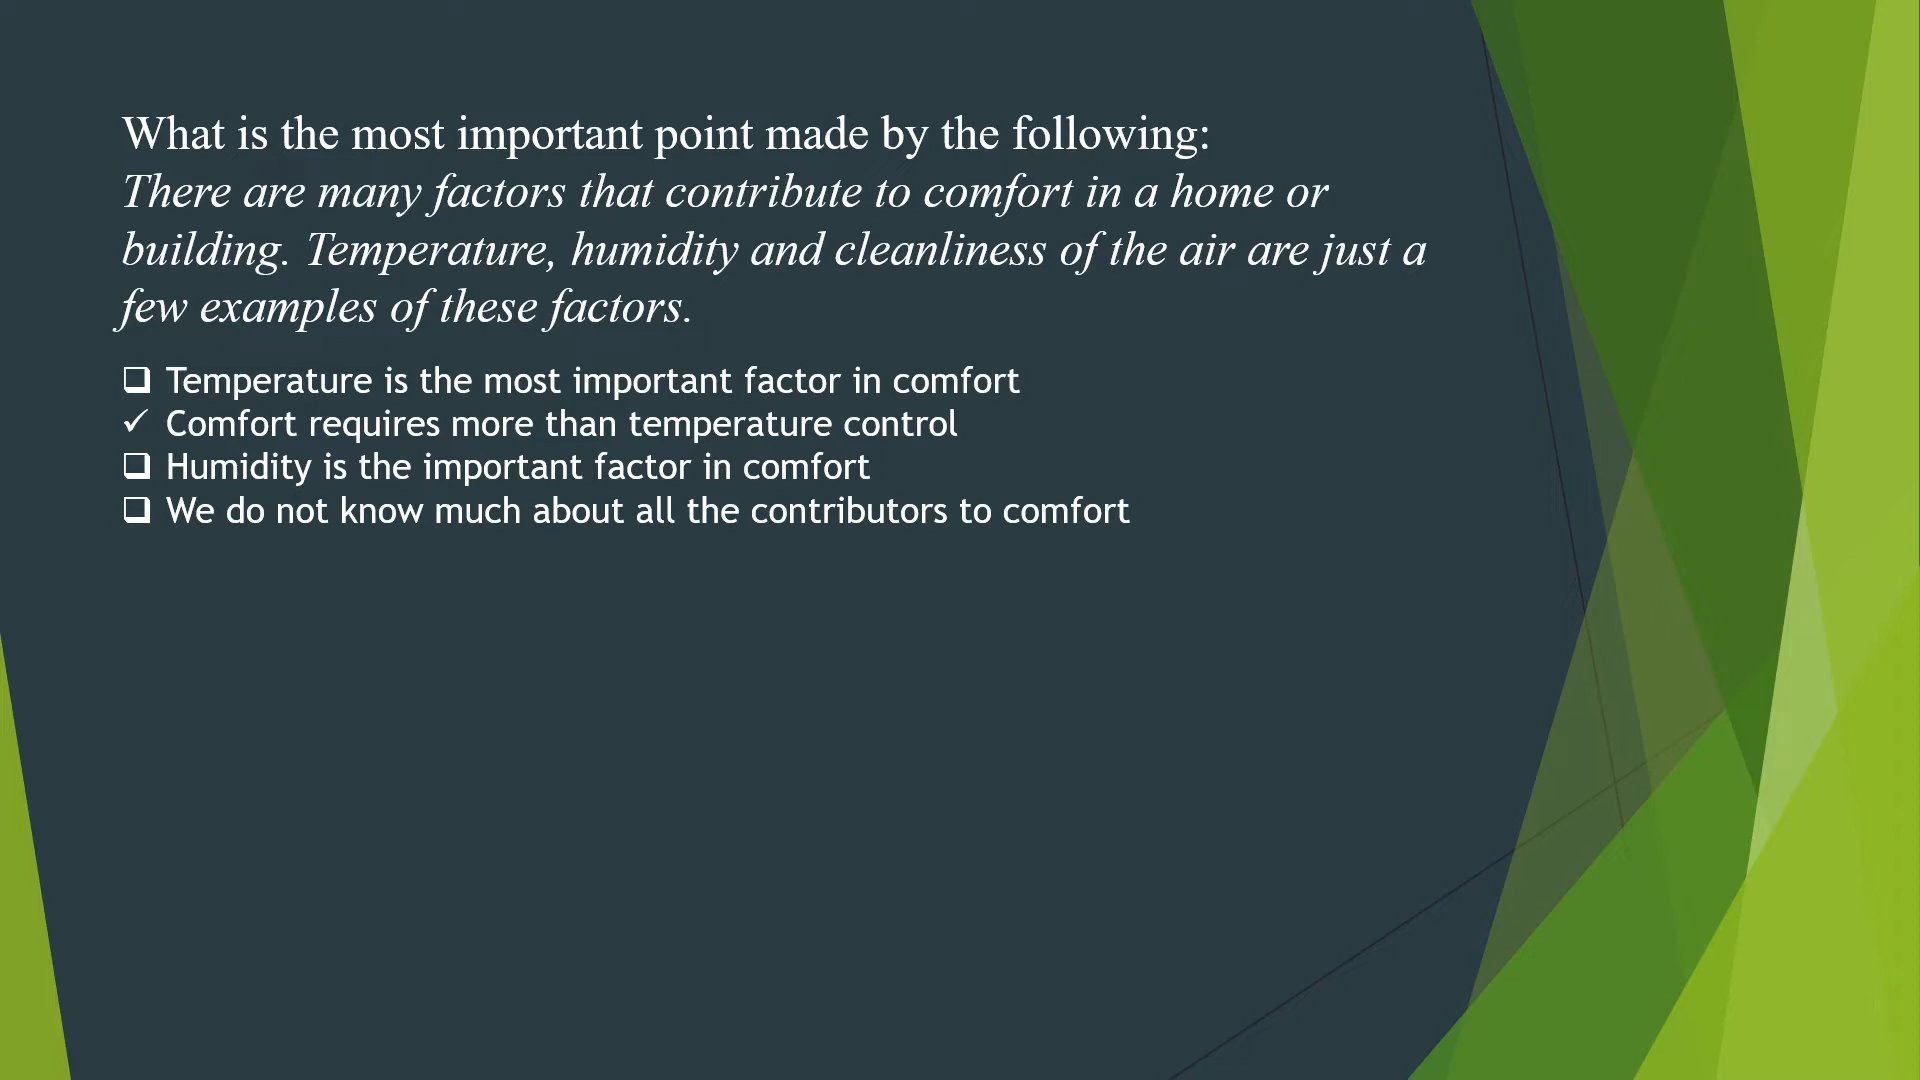 What is the most important point made by the following:
There are many factors that contribute to comfort in a home or
building. Temperature, humidity and cleanliness of the air are just a
few examples of these factors.
❑ Temperature is the most important factor in comfort
✓ Comfort requires more than temperature control
❑ Humidity is the important factor in comfort
❑ We do not know much about all the contributors to comfort